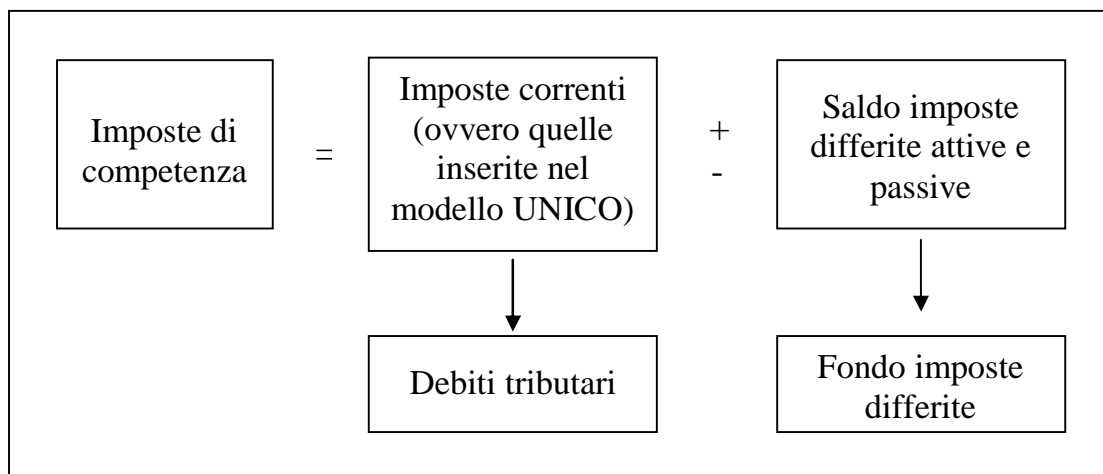 Imposte di
competenza
=
Imposte correnti
(ovvero quelle
inserite nel
modello UNICO)
+
-
Saldo imposte
differite attive e
passive
Debiti tributari
Fondo imposte
differite